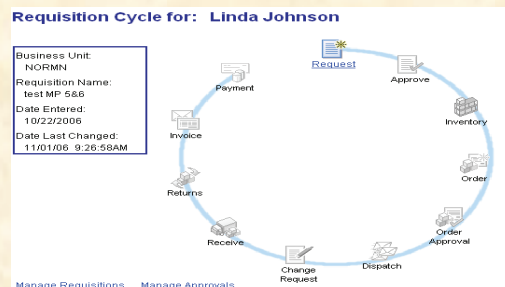 Requisition Cycle for: Linda Johnson
Business Unit:
NORMN
Requisition Name:
test MP 5&6
Date Entered:
10/22/2006
Date Last Changed:
11/01/06 9:26:58AM
Request
Approve
Inventory
Order
Order
Approval
Dispatch
Change
Request
Receive
Returns
Invoice
Payment
Manage Requisitions Manage Approvals